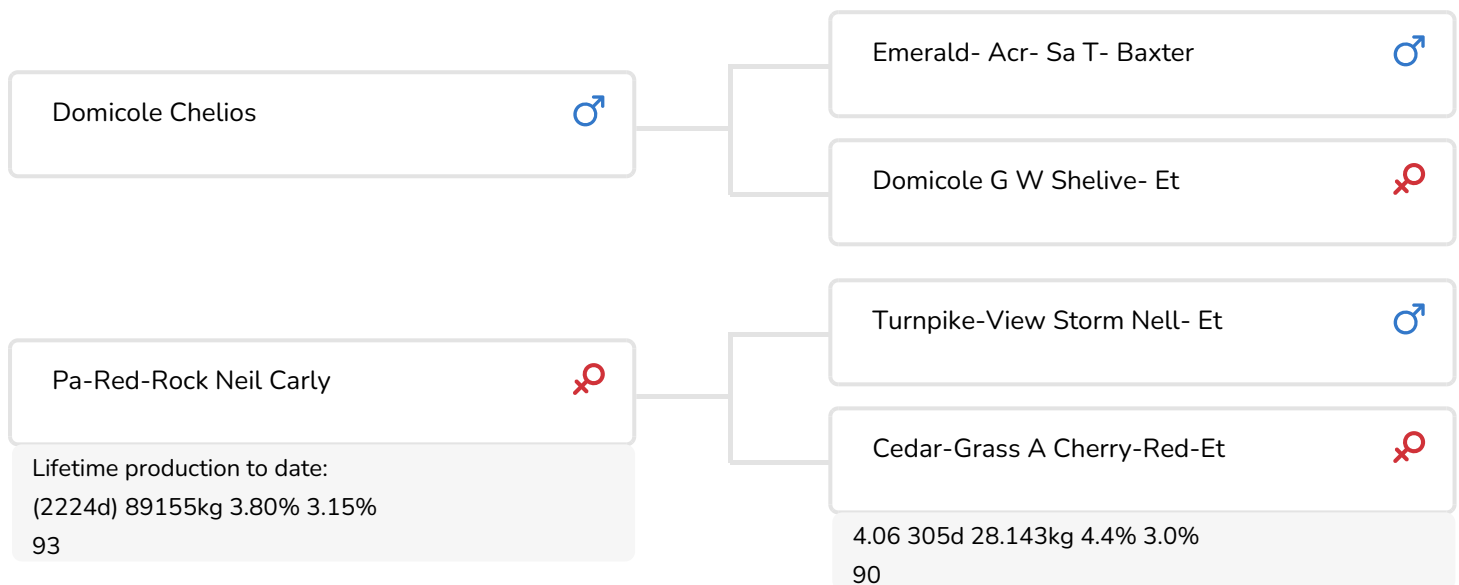 Emerald- Acr- Sa T- Baxter
Domicole Chelios
Domicole G W Shelive- Et
Turnpike-View Storm Nell- Et
Pa-Red-Rock Neil Carly
Cedar-Grass A Cherry-Red-Et
Lifetime production to date:
(2224d) 89155kg 3.80% 3.15%
93
4.06 305d 28.143kg 4.4% 3.0%
90